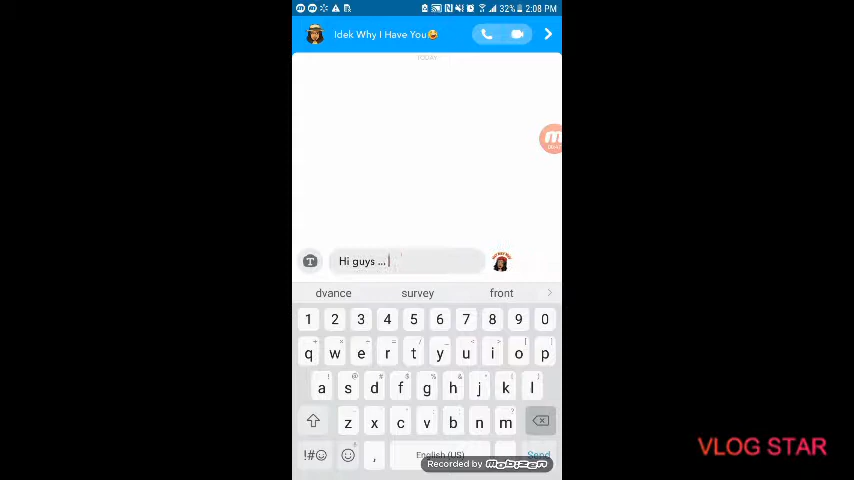 32% 2:08 PM
Idek Why I Have You😂
TODAY
Hi guys ...
dvance survey front
1 2 3 4 5 6 7 8 9 0
q w e r t y u i o p
a s d f g h j k l
z x c v b n m
!#☺ , English (US) Send
Recorded by mobizen
VLOG STAR